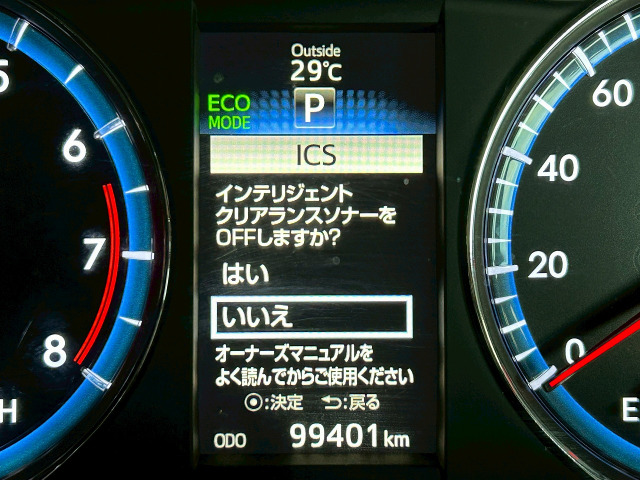 Outside
29℃
ECO
MODE
P
ICS
インテリジェント
クリアランスソナーを
OFFしますか?
はい
いいえ
オーナーズマニュアルを
よく読んでからご使用ください
⦿:決定 ⮌:戻る
ODO 99401km
5
6
7
8
H
60
40
20
0
E